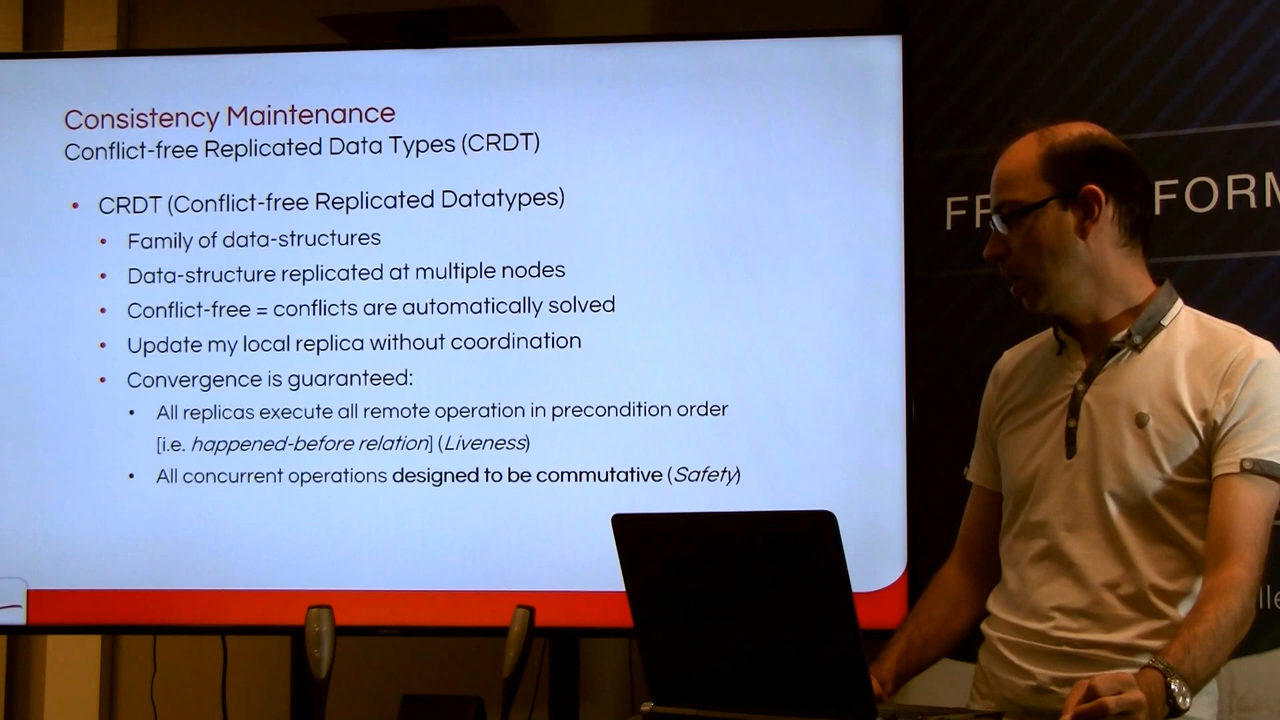 Consistency Maintenance
Conflict-free Replicated Data Types (CRDT)
• CRDT (Conflict-free Replicated Datatypes)
• Family of data-structures
• Data-structure replicated at multiple nodes
• Conflict-free = conflicts are automatically solved
• Update my local replica without coordination
• Convergence is guaranteed:
• All replicas execute all remote operation in precondition order
[i.e. happened-before relation] (Liveness)
• All concurrent operations designed to be commutative (Safety)